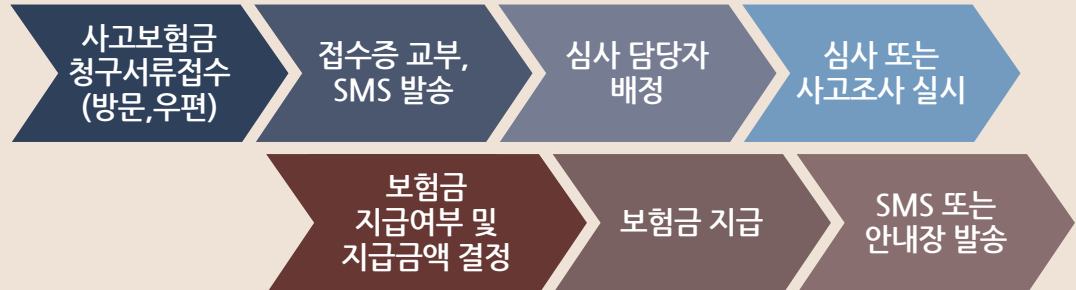 사고보험금
청구서류접수
(방문,우편)
접수증 교부,
SMS 발송
심사 담당자
배정
심사 또는
사고조사 실시
보험금
지급여부 및
지급금액 결정
보험금 지급
SMS 또는
안내장 발송